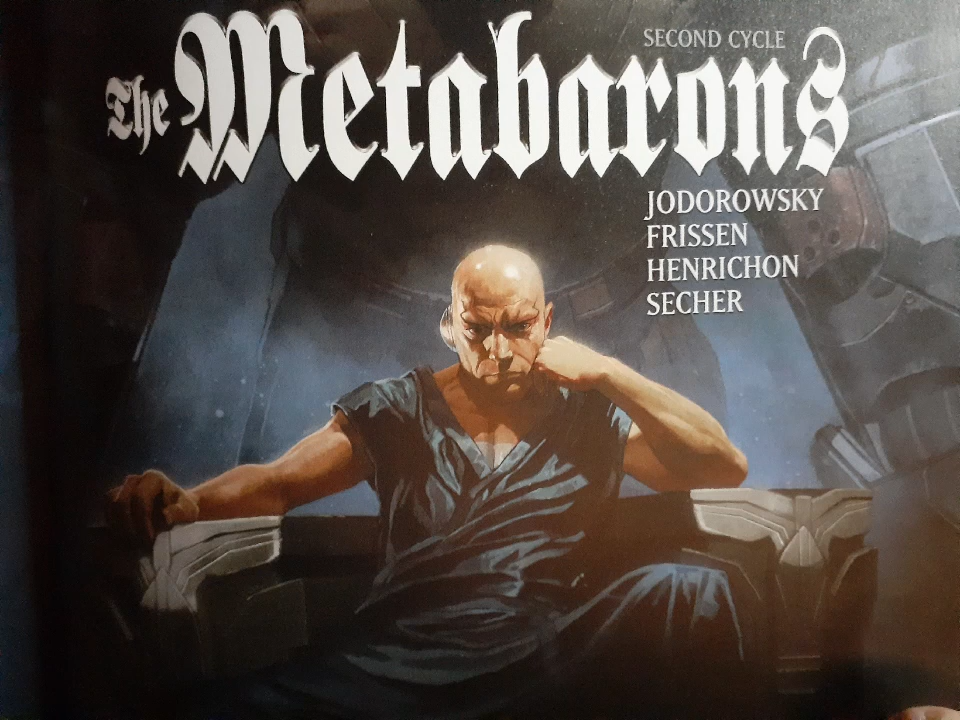 SECOND CYCLE
The Metabarons
JODOROWSKY
FRISSEN
HENRICHON
SECHER